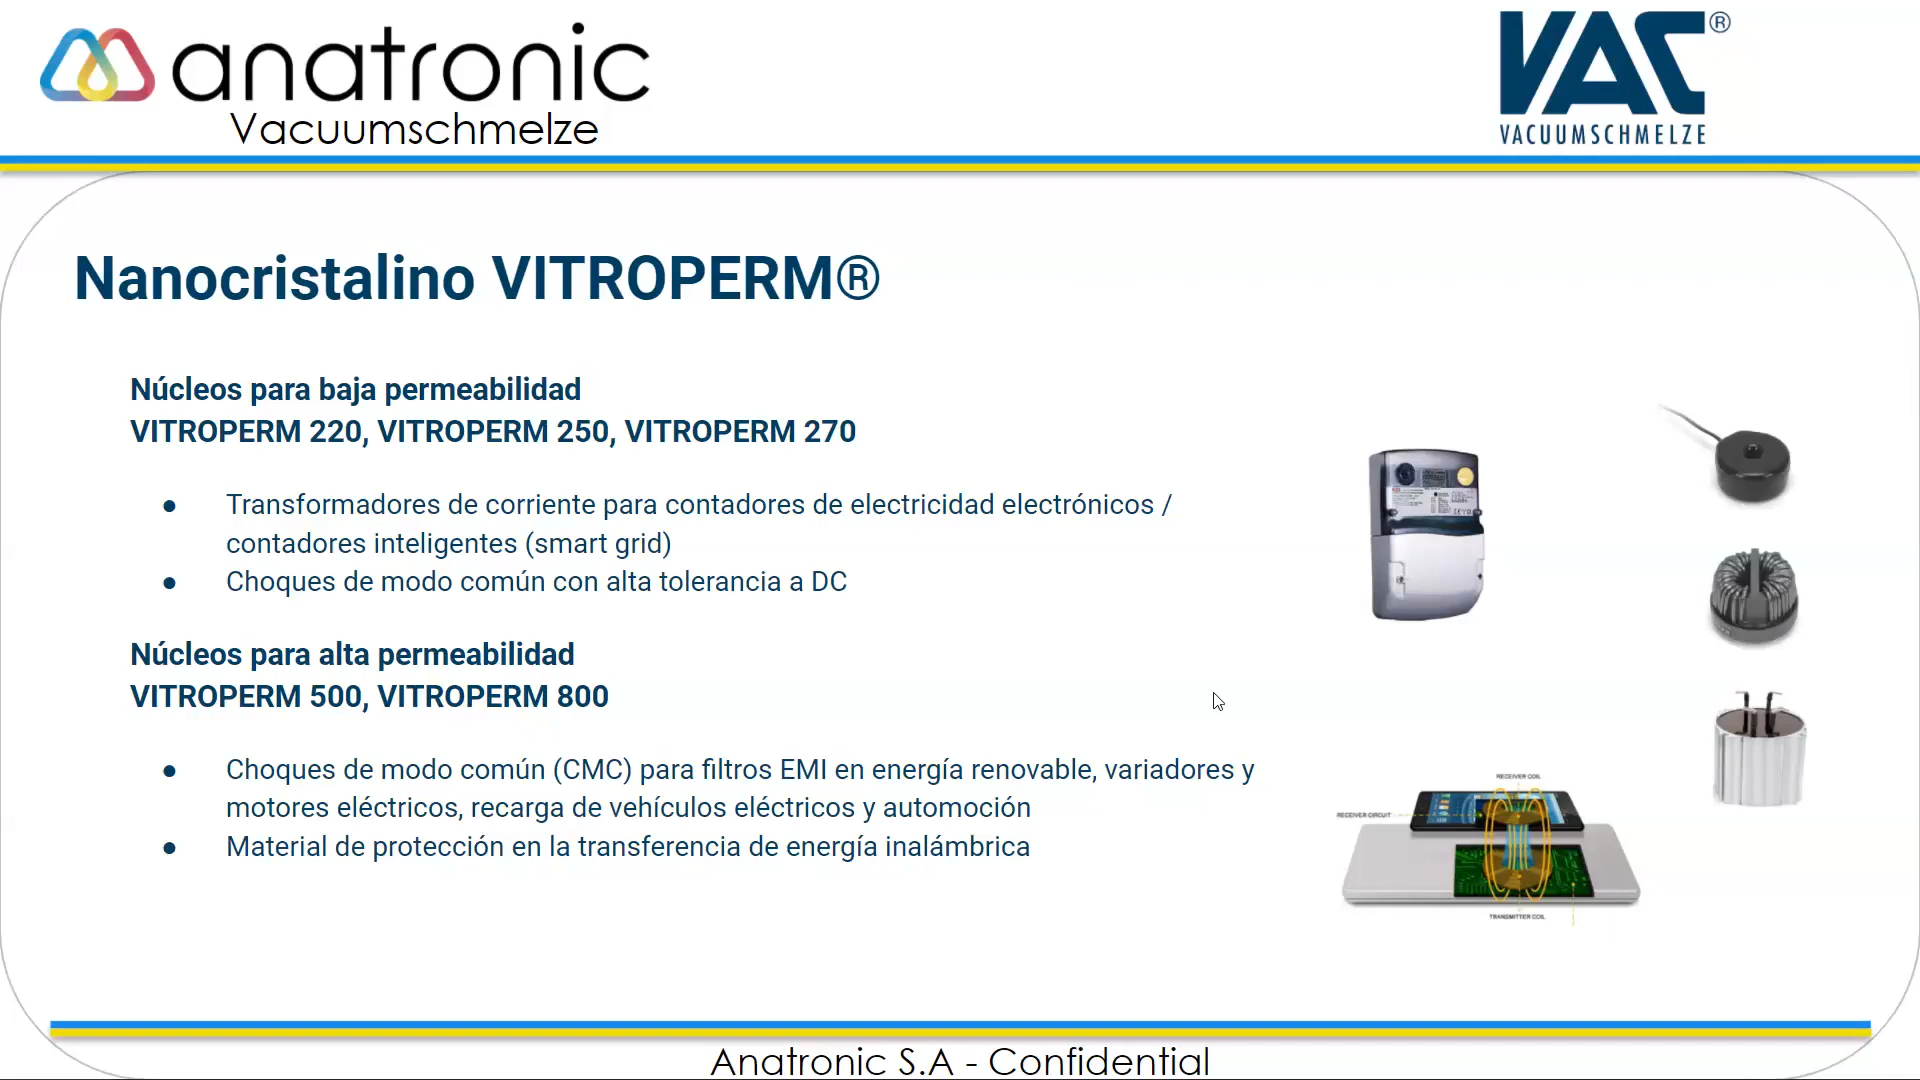 anatronic
Vacuumschmelze
VAC®
VACUUMSCHMELZE
Nanocristalino VITROPERM®
Núcleos para baja permeabilidad
VITROPERM 220, VITROPERM 250, VITROPERM 270
● Transformadores de corriente para contadores de electricidad electrónicos /
contadores inteligentes (smart grid)
● Choques de modo común con alta tolerancia a DC
Núcleos para alta permeabilidad
VITROPERM 500, VITROPERM 800
● Choques de modo común (CMC) para filtros EMI en energía renovable, variadores y
motores eléctricos, recarga de vehículos eléctricos y automoción
● Material de protección en la transferencia de energía inalámbrica
RECEIVER COIL
RECEIVER CIRCUIT
TRANSMITTER COIL
Anatronic S.A - Confidential